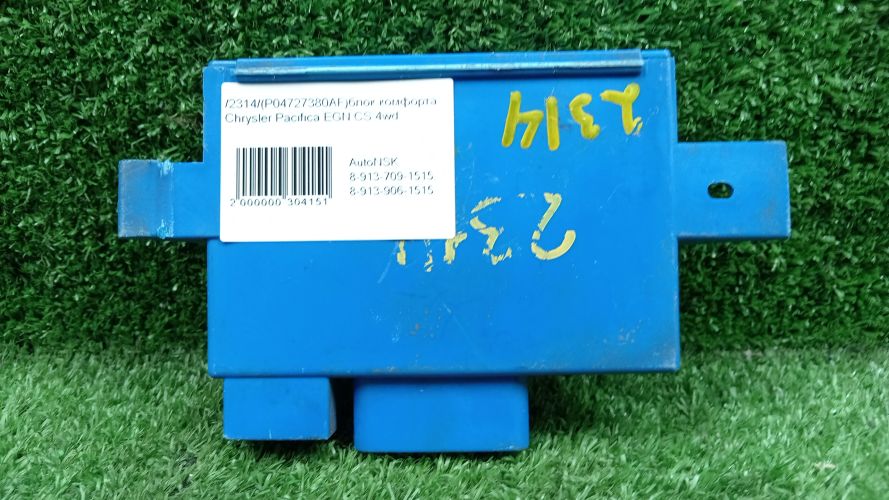 /2314/(P04727380AF)блок комфорта
Chrysler Pacifica EGN CS 4wd
AutoNSK
8-913-709-1515
8-913-906-1515
2 000000 304151
2314
2314